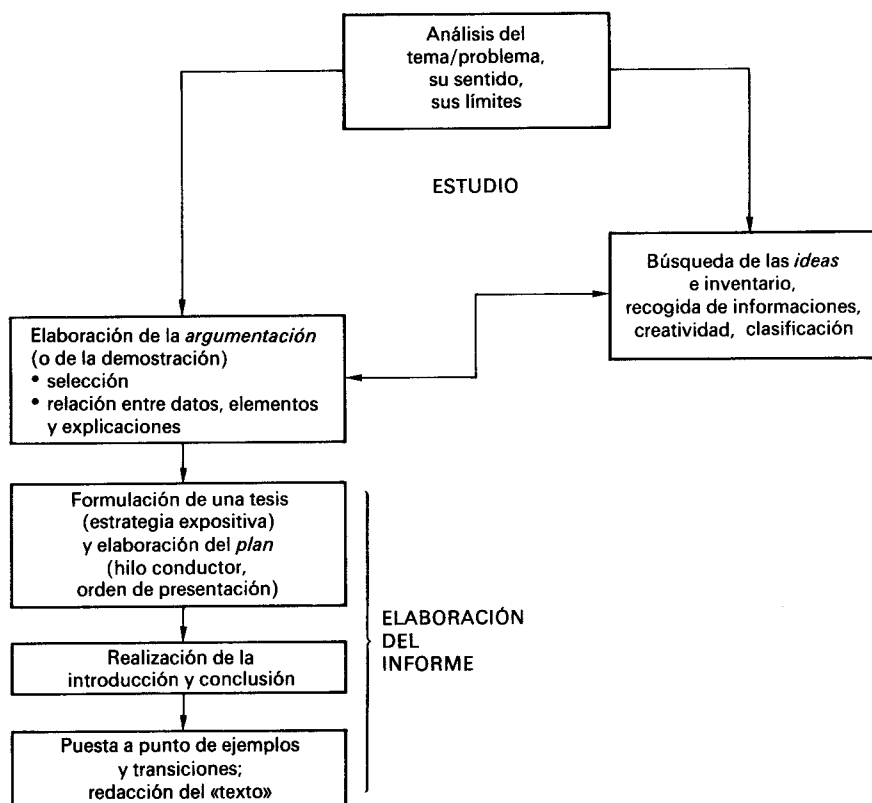 Análisis del
tema/problema,
su sentido,
sus límites
ESTUDIO
Búsqueda de las ideas
e inventario,
recogida de informaciones,
creatividad, clasificación
Elaboración de la argumentación
(o de la demostración)
• selección
• relación entre datos, elementos
y explicaciones
Formulación de una tesis
(estrategia expositiva)
y elaboración del plan
(hilo conductor,
orden de presentación)
ELABORACIÓN
DEL
INFORME
Realización de la
introducción y conclusión
Puesta a punto de ejemplos
y transiciones;
redacción del «texto»